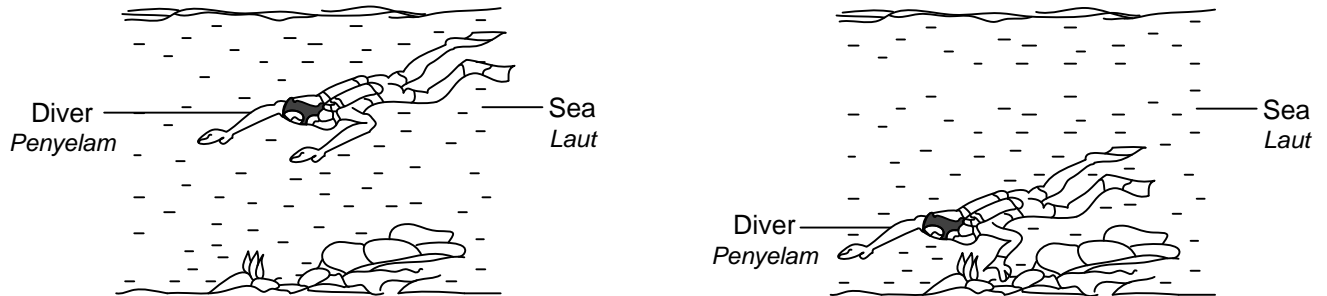 Diver
Penyelam
Sea
Laut
Diver
Penyelam
Sea
Laut